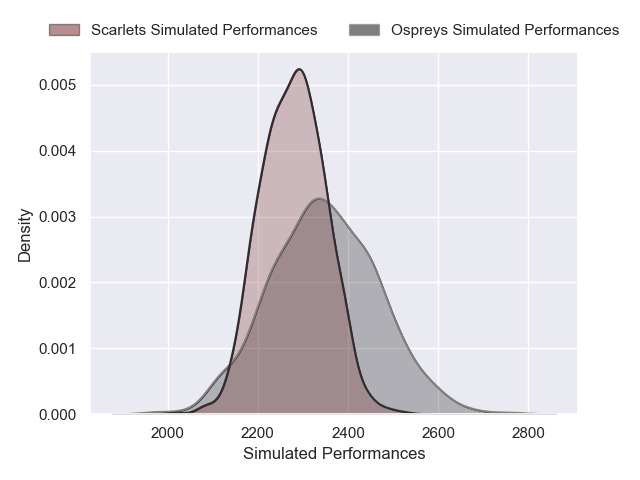 Scarlets Simulated Performances Ospreys Simulated Performances
0.005
0.004
0.003
0.002
0.001
0.000
Density
2000 2200 2400 2600 2800
Simulated Performances